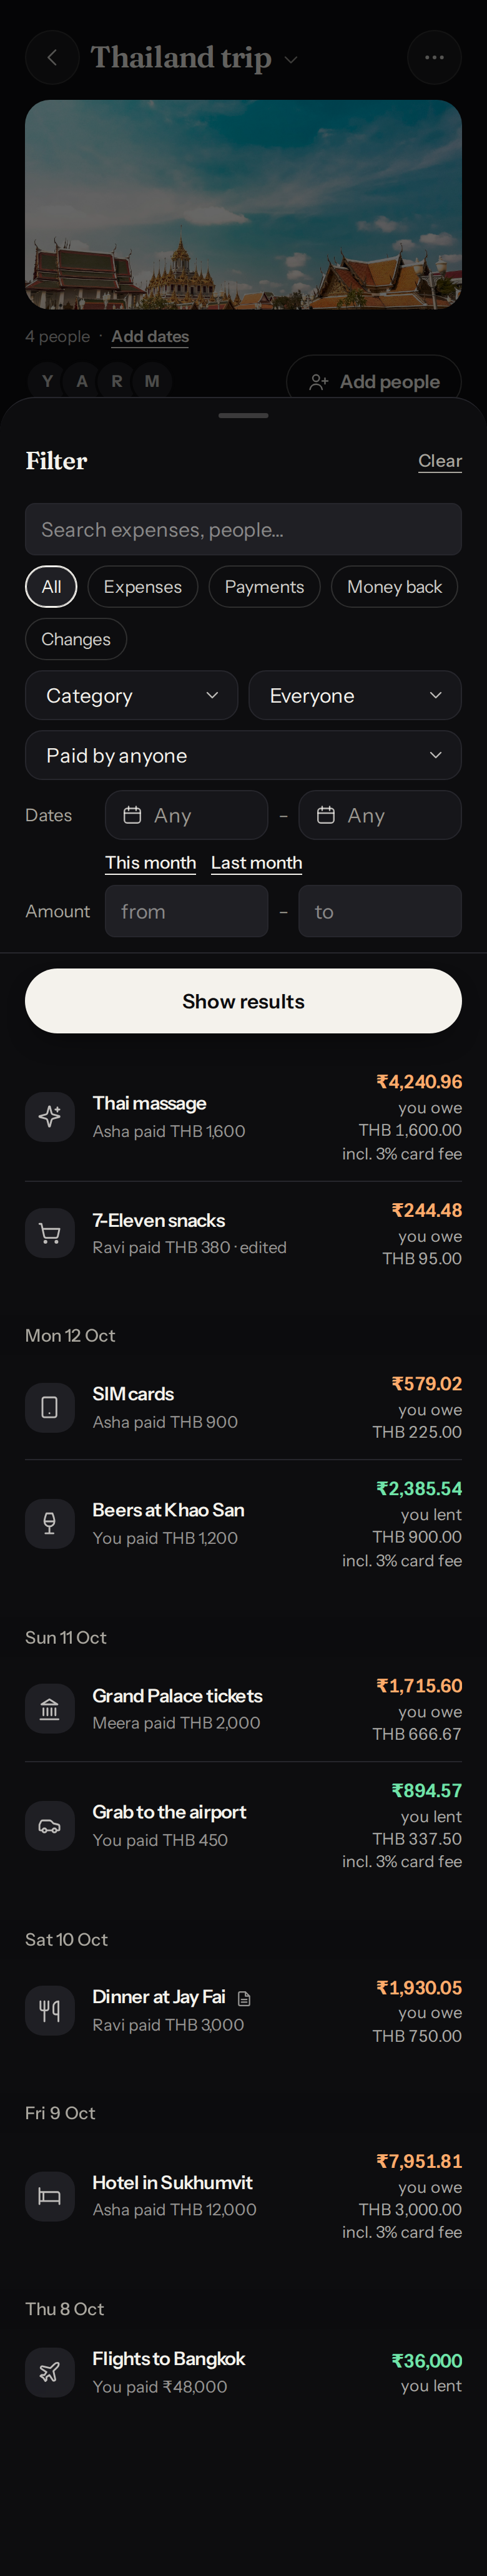 Thailand trip
4 people · Add dates
Y A R M
Add people
Filter
Clear
Search expenses, people...
All
Expenses
Payments
Money back
Changes
Category
Everyone
Paid by anyone
Dates
Any
–
Any
This month
Last month
Amount
from
–
to
Show results
Thai massage
Asha paid THB 1,600
₹4,240.96
you owe
THB 1,600.00
incl. 3% card fee
7-Eleven snacks
Ravi paid THB 380 · edited
₹244.48
you owe
THB 95.00
Mon 12 Oct
SIM cards
Asha paid THB 900
₹579.02
you owe
THB 225.00
Beers at Khao San
You paid THB 1,200
₹2,385.54
you lent
THB 900.00
incl. 3% card fee
Sun 11 Oct
Grand Palace tickets
Meera paid THB 2,000
₹1,715.60
you owe
THB 666.67
Grab to the airport
You paid THB 450
₹894.57
you lent
THB 337.50
incl. 3% card fee
Sat 10 Oct
Dinner at Jay Fai
Ravi paid THB 3,000
₹1,930.05
you owe
THB 750.00
Fri 9 Oct
Hotel in Sukhumvit
Asha paid THB 12,000
₹7,951.81
you owe
THB 3,000.00
incl. 3% card fee
Thu 8 Oct
Flights to Bangkok
You paid ₹48,000
₹36,000
you lent